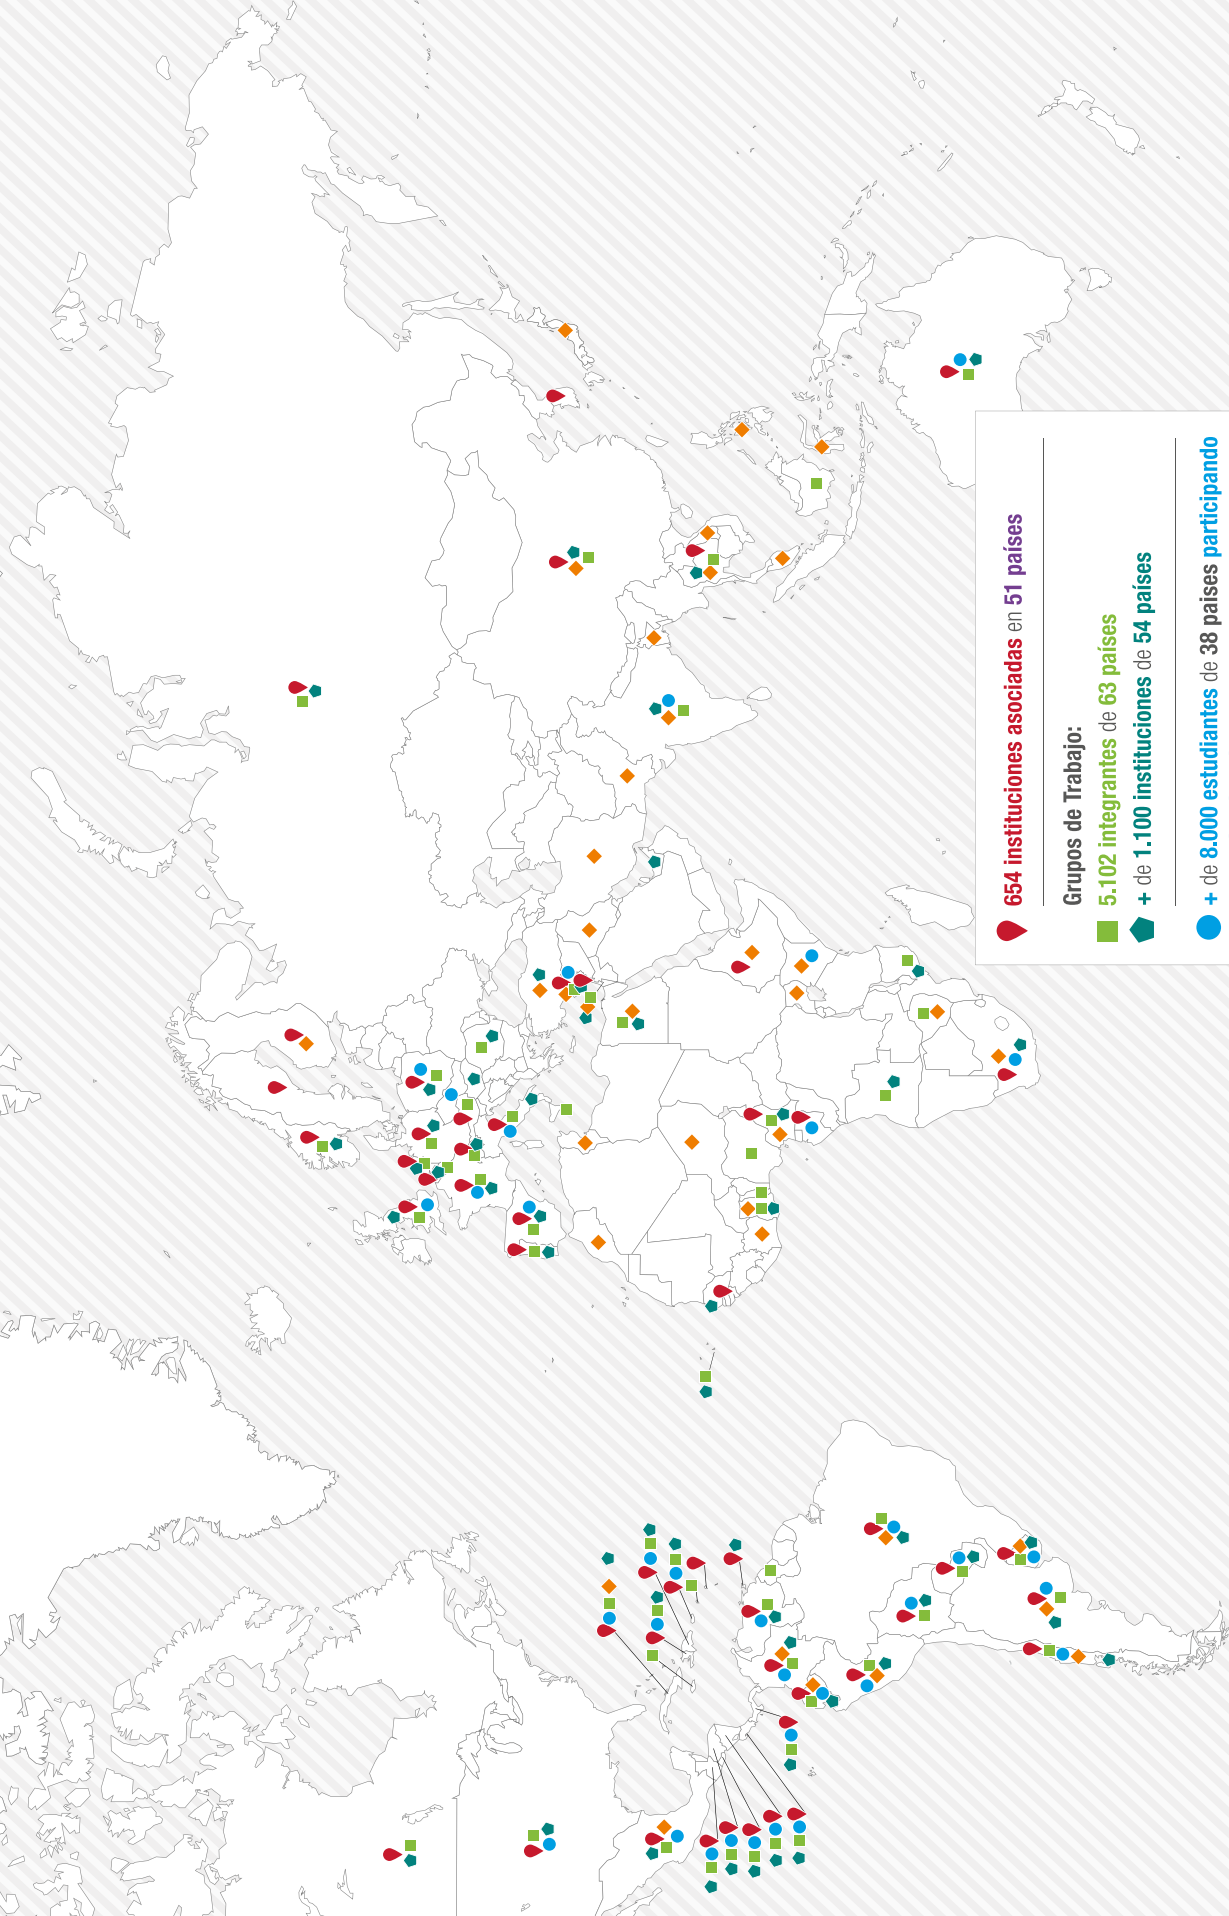 654 instituciones asociadas en 51 países
Grupos de Trabajo:
5.102 integrantes de 63 países
+ de 1.100 instituciones de 54 países
+ de 8.000 estudiantes de 38 paises participando